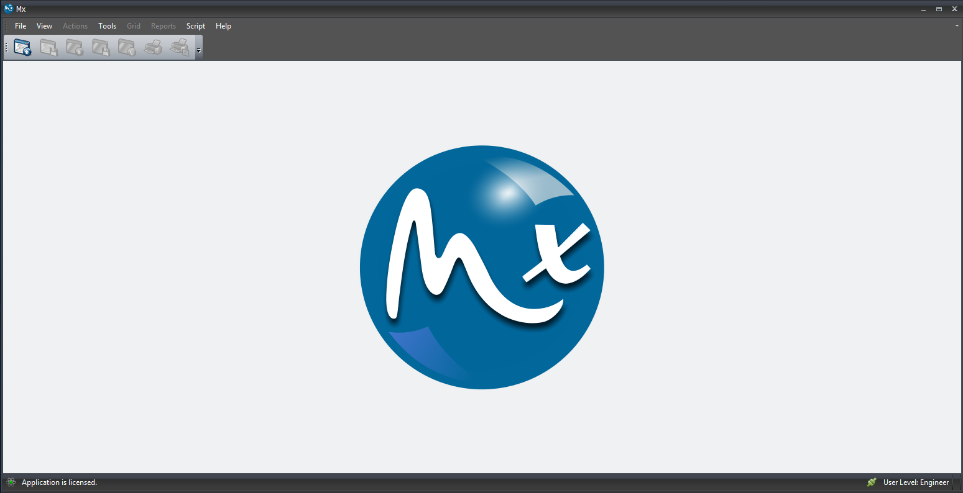 Mx
File View Actions Tools Grid Reports Script Help
Mx
Application is licensed.
User Level: Engineer